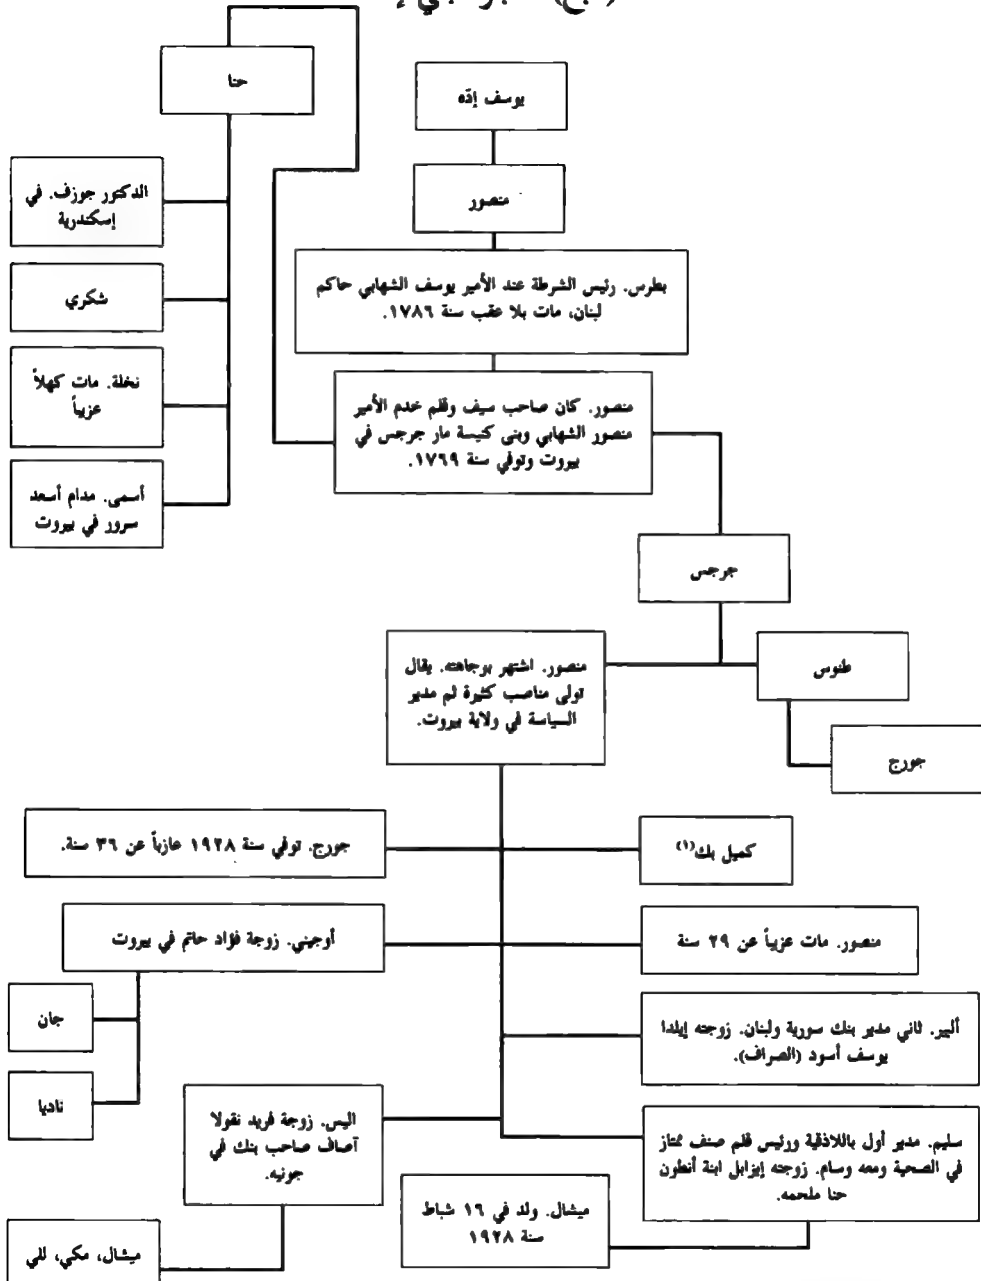 حنا
يوسف إدّه
الدكتور جوزف. في
إسكندرية
منصور
شكري
بطرس. رئيس الشرطة عند الأمير يوسف الشهابي حاكم
لبنان، مات بلا عقب سنة ١٧٨٦.
نخلة. مات كهلاً
عزيباً
منصور. كان صاحب سيف وقلم خدم الأمير
منصور الشهابي وبنى كنيسة مار جرجس في
بيروت وتوفي سنة ١٧٦٩.
أسمى. مدام أسعد
سرور في بيروت
جرجس
منصور. اشتهر بوجاهته. يقال
تولى مناصب كثيرة ثم مدير
السياسة في ولاية بيروت.
طنوس
جورج
جورج. توفي سنة ١٩٢٨ عازباً عن ٣٦ سنة.
كميل بك(١)
أوجيني. زوجة فؤاد حاتم في بيروت
منصور. مات عزيباً عن ٢٩ سنة
جان
ألبير. ثاني مدير بنك سورية ولبنان. زوجته إيلدا
يوسف أسود (الصراف).
ناديا
اليس. زوجة فريد نقولا
آصاف صاحب بنك في
جونيه.
سليم. مدير أول باللاذقية ورئيس قلم صنف ممتاز
في الصحية ومعه وسام. زوجته إيزابل ابنة أنطون
حنا ملحمه.
ميشال. ولد في ١٦ شباط
سنة ١٩٢٨
ميشال، مكي، للي